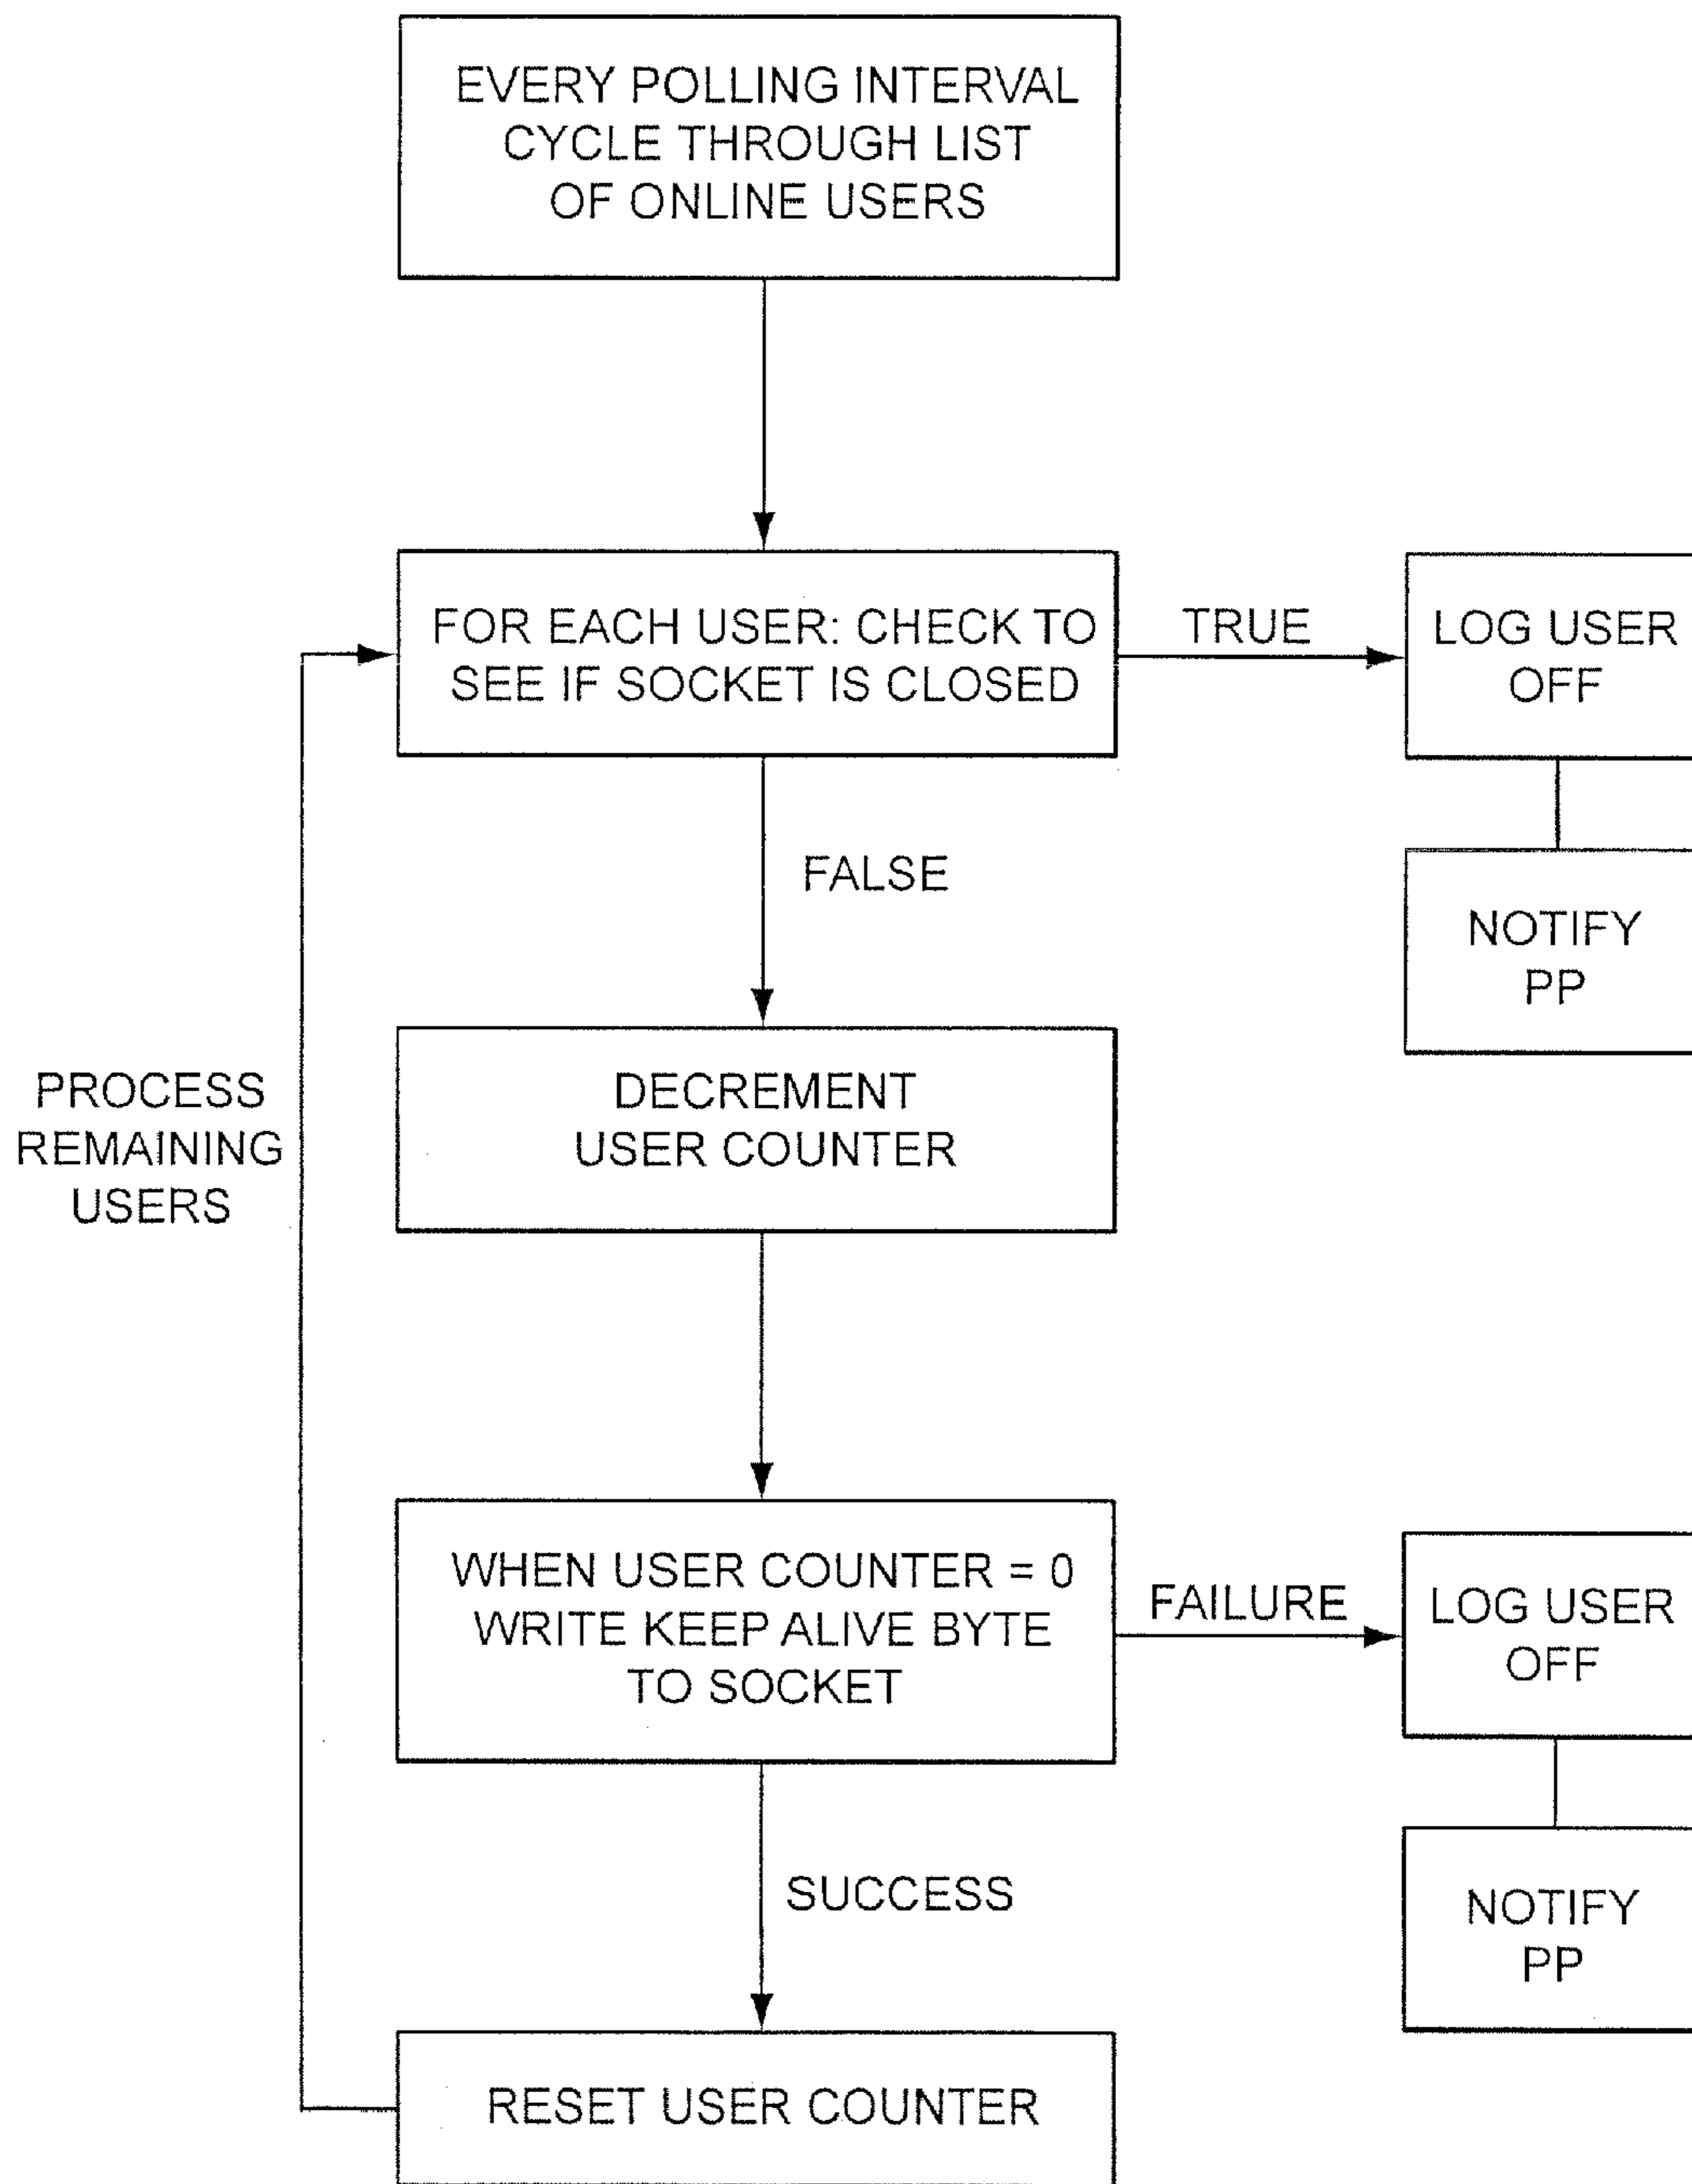 EVERY POLLING INTERVAL
CYCLE THROUGH LIST
OF ONLINE USERS
FOR EACH USER: CHECK TO
SEE IF SOCKET IS CLOSED
TRUE
LOG USER
OFF
NOTIFY
PP
FALSE
DECREMENT
USER COUNTER
PROCESS
REMAINING
USERS
WHEN USER COUNTER = 0
WRITE KEEP ALIVE BYTE
TO SOCKET
FAILURE
LOG USER
OFF
NOTIFY
PP
SUCCESS
RESET USER COUNTER